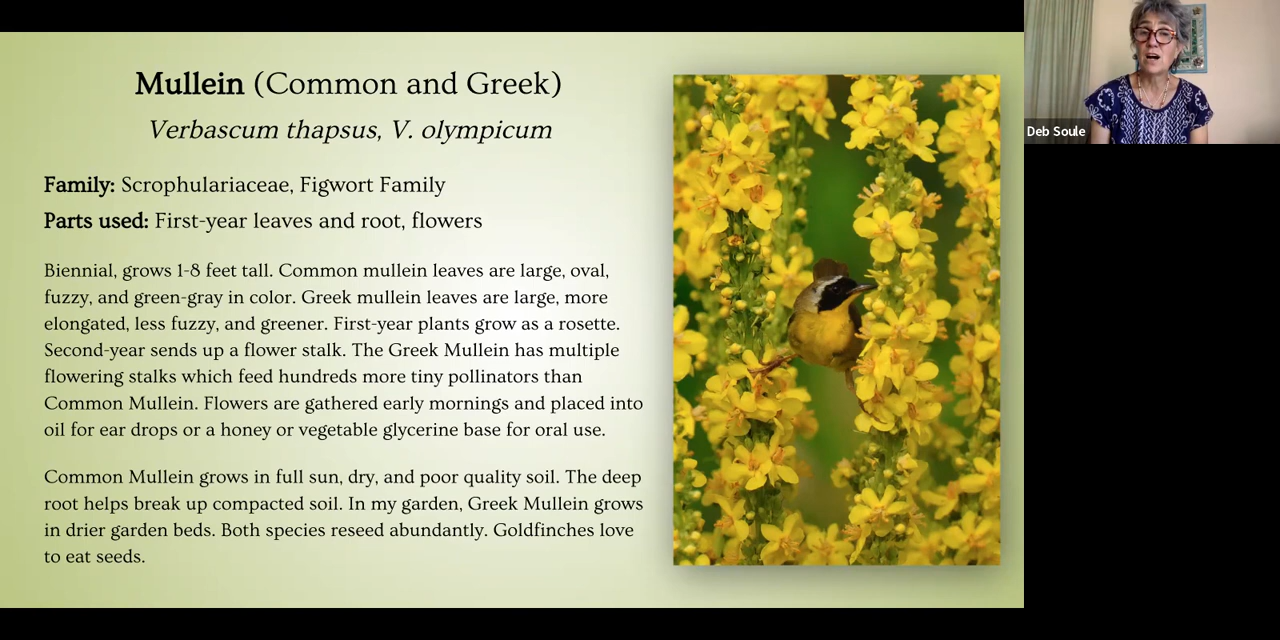 Mullein (Common and Greek)
Verbascum thapsus, V. olympicum
Family: Scrophulariaceae, Figwort Family
Parts used: First-year leaves and root, flowers
Biennial, grows 1-8 feet tall. Common mullein leaves are large, oval,
fuzzy, and green-gray in color. Greek mullein leaves are large, more
elongated, less fuzzy, and greener. First-year plants grow as a rosette.
Second-year sends up a flower stalk. The Greek Mullein has multiple
flowering stalks which feed hundreds more tiny pollinators than
Common Mullein. Flowers are gathered early mornings and placed into
oil for ear drops or a honey or vegetable glycerine base for oral use.
Common Mullein grows in full sun, dry, and poor quality soil. The deep
root helps break up compacted soil. In my garden, Greek Mullein grows
in drier garden beds. Both species reseed abundantly. Goldfinches love
to eat seeds.
Deb Soule